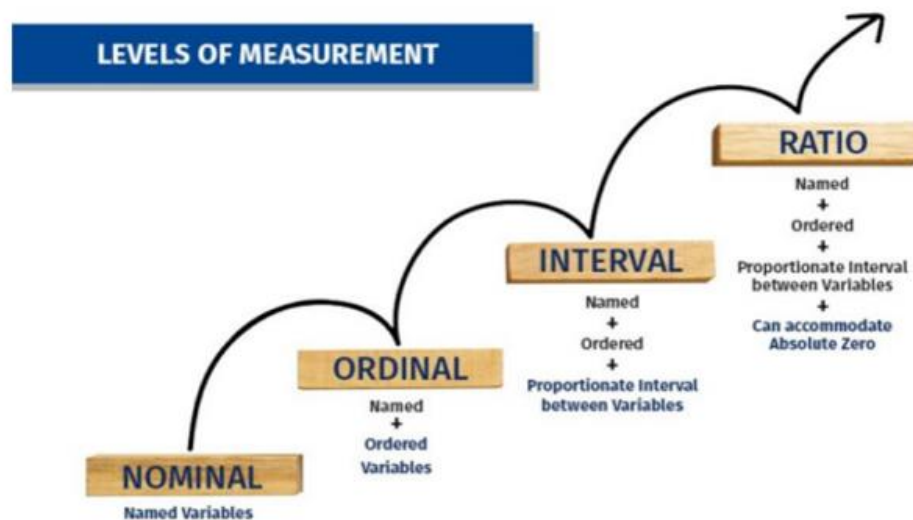 LEVELS OF MEASUREMENT
NOMINAL
Named Variables
ORDINAL
Named
+
Ordered
Variables
INTERVAL
Named
+
Ordered
+
Proportionate Interval
between Variables
RATIO
Named
+
Ordered
+
Proportionate Interval
between Variables
+
Can accommodate
Absolute Zero